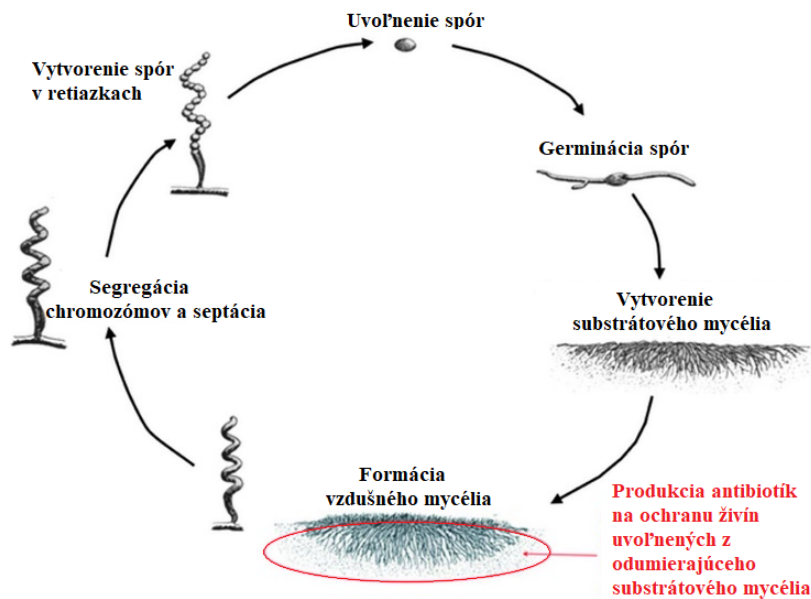 Uvoľnenie spór
Vytvorenie spór
v retiazkach
Germinácia spór
Segregácia
chromozómov a septácia
Vytvorenie
substrátového mycélia
Formácia
vzdušného mycélia
Produkcia antibiotík
na ochranu živín
uvoľnených z
odumierajúceho
substrátového mycélia